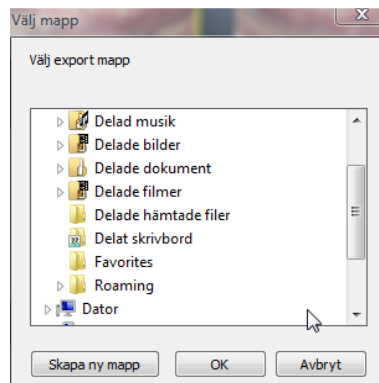 Välj mapp
Välj export mapp
Delad musik
Delade bilder
Delade dokument
Delade filmer
Delade hämtade filer
Delat skrivbord
Favorites
Roaming
Dator
Skapa ny mapp OK Avbryt